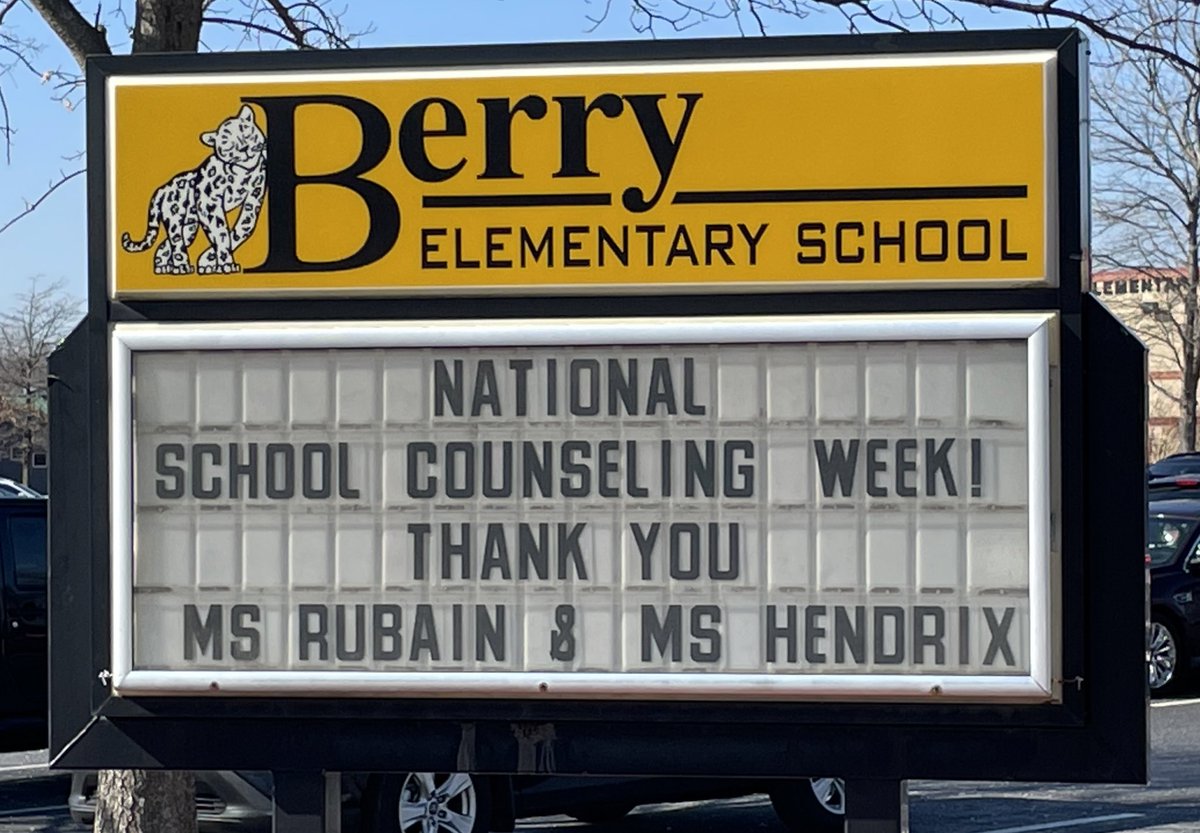 Berry
ELEMENTARY SCHOOL
NATIONAL
SCHOOL COUNSELING WEEK!
THANK YOU
MS RUBAIN & MS HENDRIX